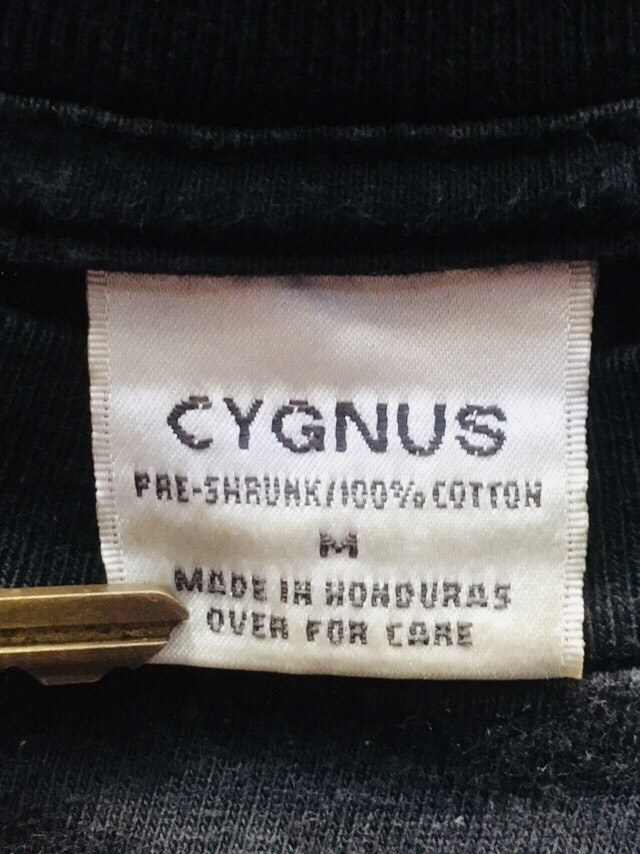 CYGNUS
PRE-SHRUNK/100% COTTON
M
MADE IN HONDURAS
OVER FOR CARE